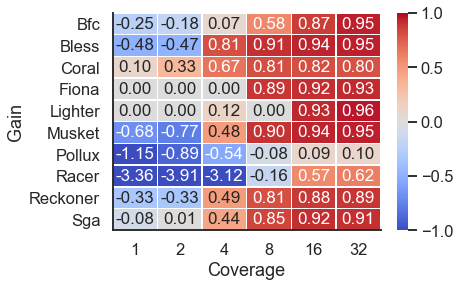 Bfc -0.25 -0.18 0.07 0.58 0.87 0.95
Bless -0.48 -0.47 0.81 0.91 0.94 0.95
Coral 0.10 0.33 0.67 0.81 0.82 0.80
Fiona 0.00 0.00 0.00 0.89 0.92 0.93
Lighter 0.00 0.00 0.12 0.00 0.93 0.96
Musket -0.68 -0.77 0.48 0.90 0.94 0.95
Pollux -1.15 -0.89 -0.54 -0.08 0.09 0.10
Racer -3.36 -3.91 -3.12 -0.16 0.57 0.62
Reckoner -0.33 -0.33 0.49 0.81 0.88 0.89
Sga -0.08 0.01 0.44 0.85 0.92 0.91
1 2 4 8 16 32
Coverage
Gain
1.0
0.5
0.0
−0.5
−1.0